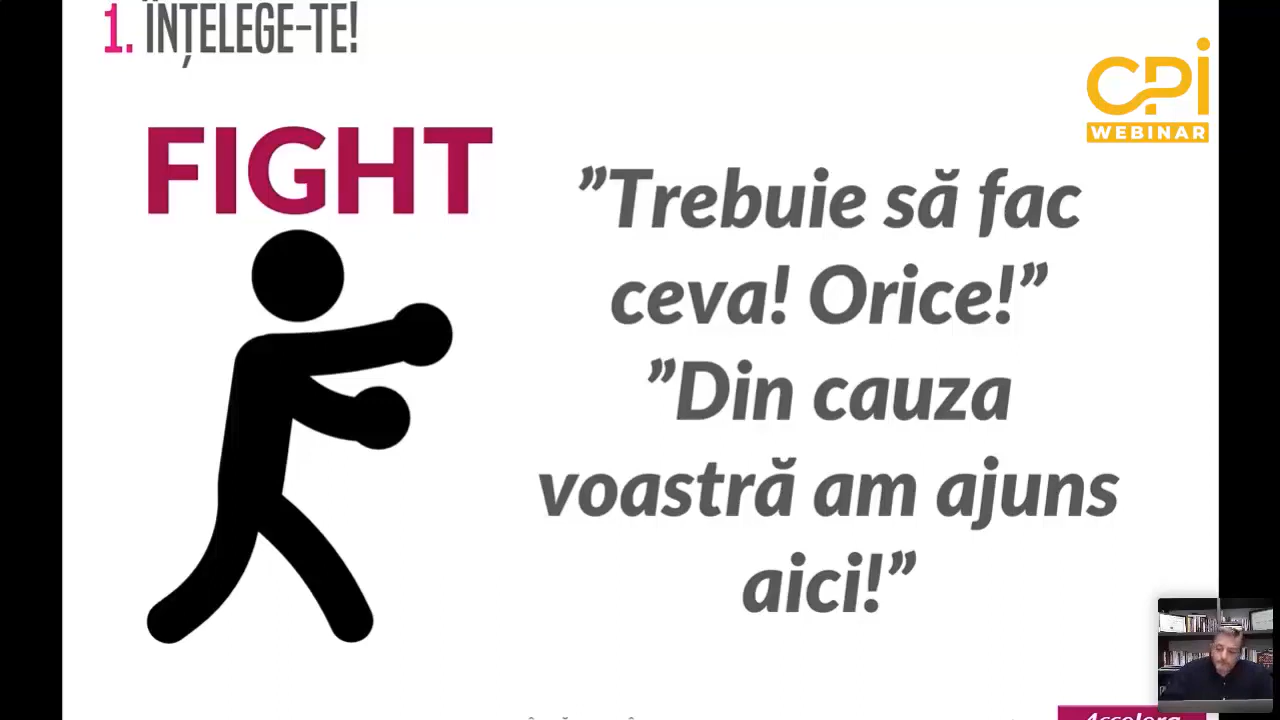 1. ÎNȚELEGE-TE!
CPI
WEBINAR
FIGHT
”Trebuie să fac
ceva! Orice!”
”Din cauza
voastră am ajuns
aici!”